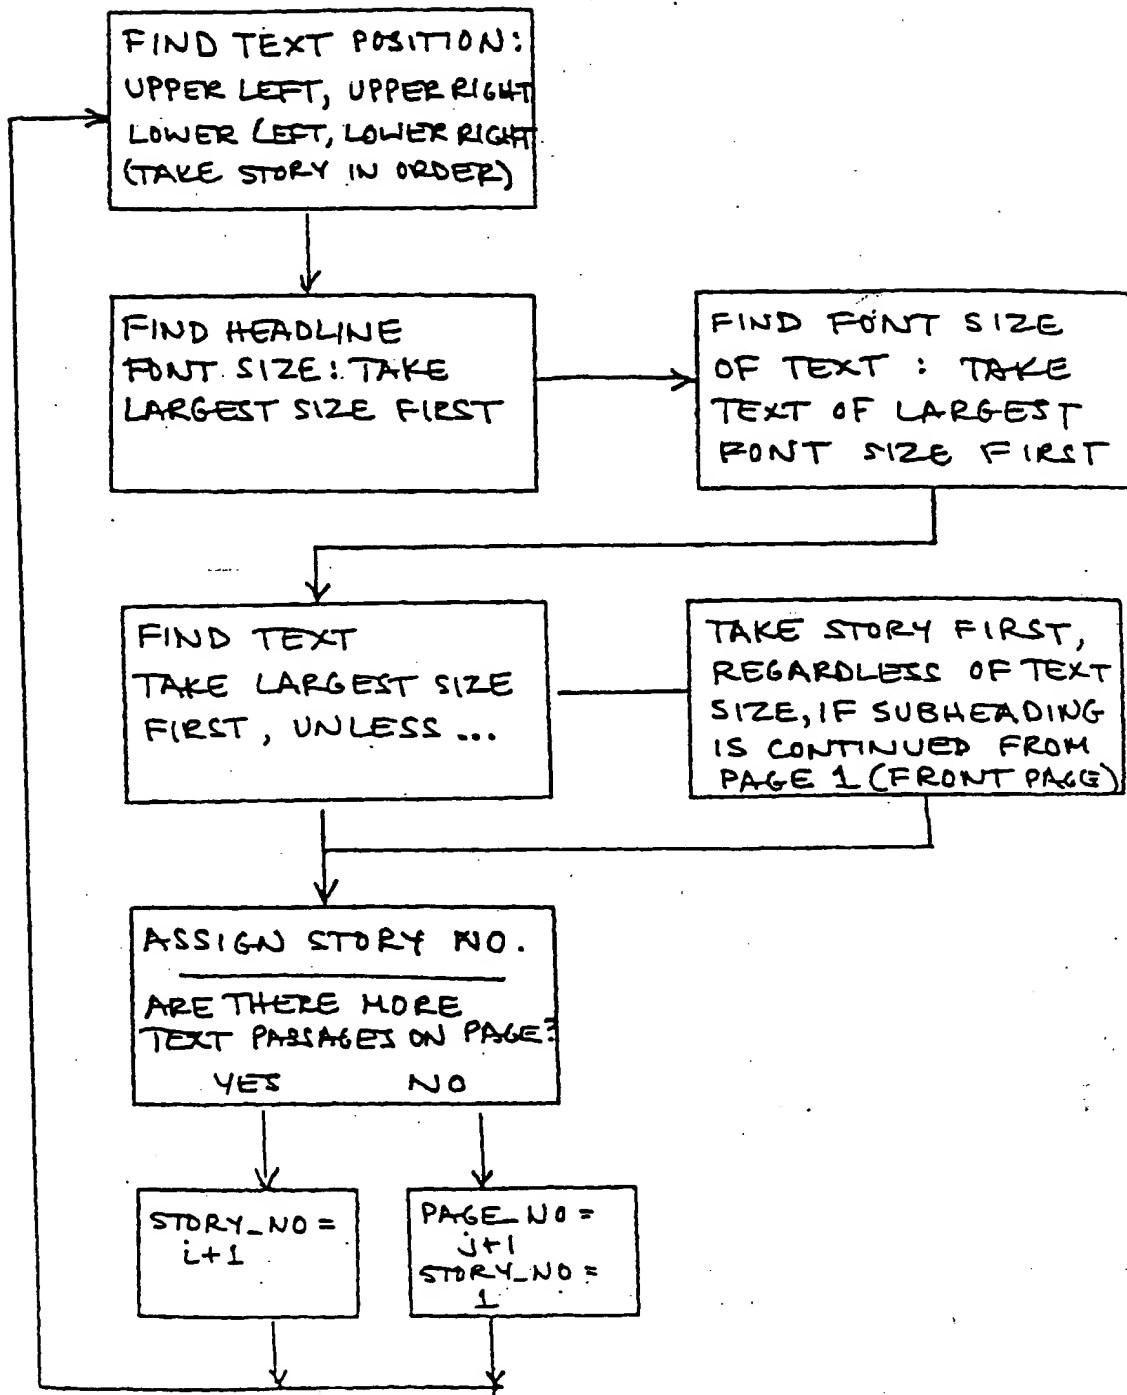 FIND TEXT POSITION:
UPPER LEFT, UPPER RIGHT
LOWER LEFT, LOWER RIGHT
(TAKE STORY IN ORDER)
FIND HEADLINE
FONT SIZE: TAKE
LARGEST SIZE FIRST
FIND FONT SIZE
OF TEXT : TAKE
TEXT OF LARGEST
FONT SIZE FIRST
FIND TEXT
TAKE LARGEST SIZE
FIRST, UNLESS ...
TAKE STORY FIRST,
REGARDLESS OF TEXT
SIZE, IF SUBHEADING
IS CONTINUED FROM
PAGE 1 (FRONT PAGE)
ASSIGN STORY NO.
ARE THERE MORE
TEXT PASSAGES ON PAGE?
YES NO
STORY_NO =
i+1
PAGE_NO =
j+1
STORY_NO =
1